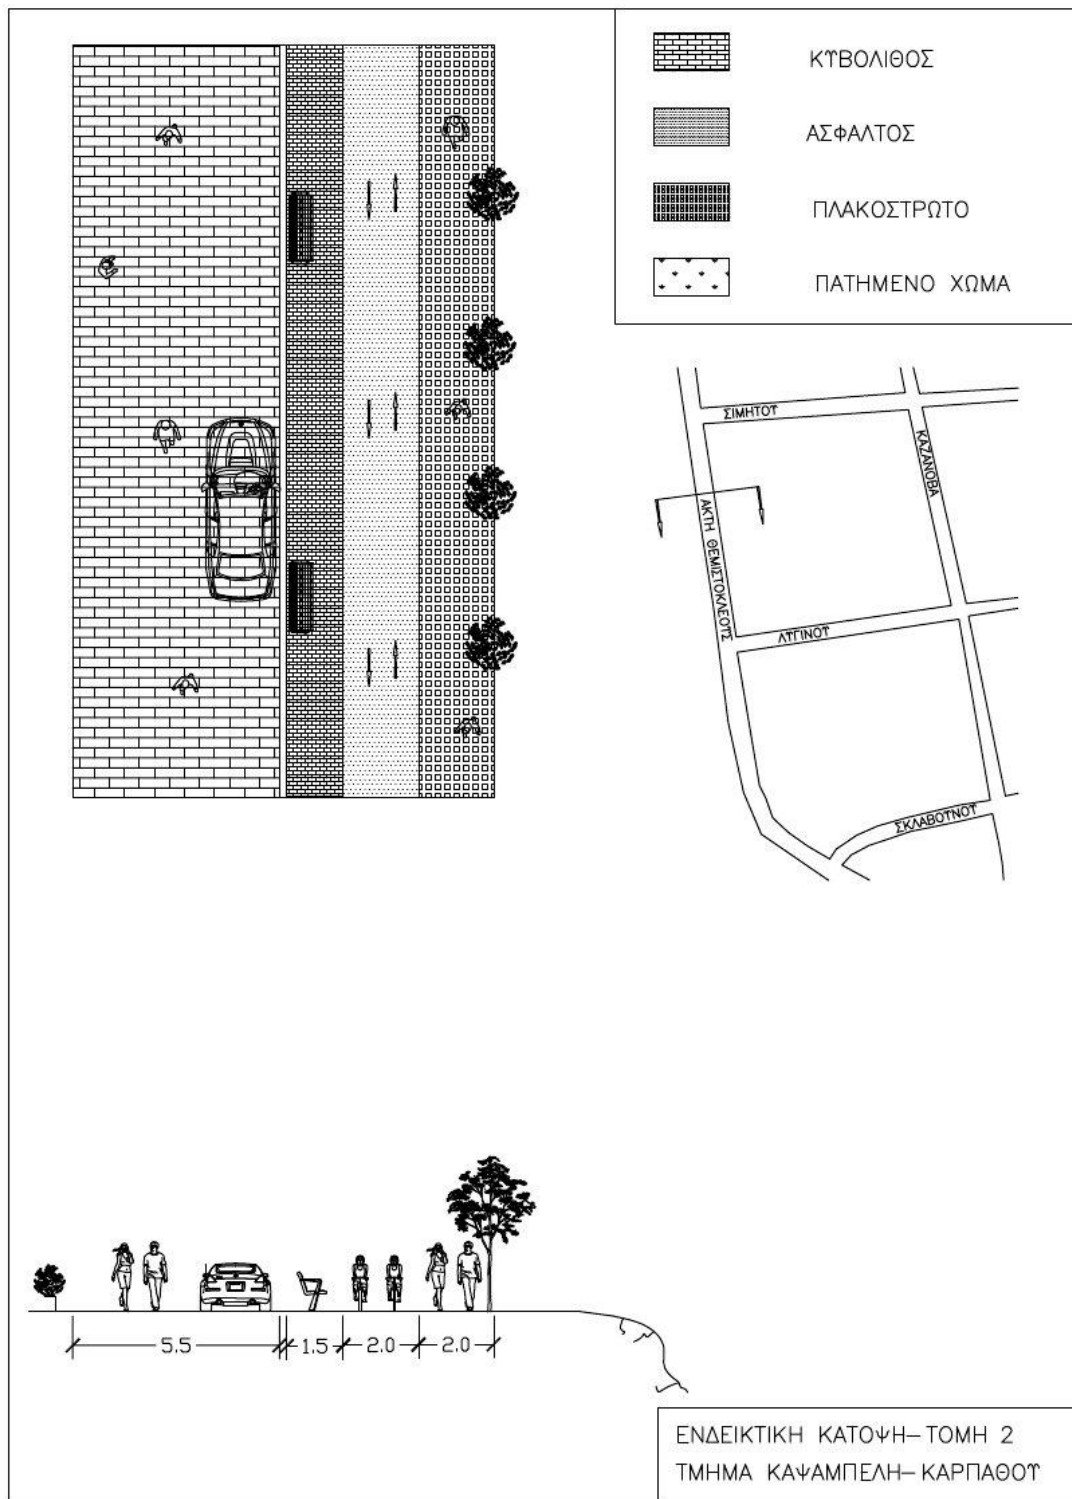 ΚΥΒΟΛΙΘΟΣ
ΑΣΦΑΛΤΟΣ
ΠΛΑΚΟΣΤΡΩΤΟ
ΠΑΤΗΜΕΝΟ ΧΩΜΑ
ΣΙΜΗΤΟΥ
ΚΑΖΑΝΟΒΑ
ΑΚΤΗ ΘΕΜΙΣΤΟΚΛΕΟΥΣ
ΛΥΓΙΝΟΥ
ΣΚΛΑΒΟΥΝΟΥ
5.5 1.5 2.0 2.0
ΕΝΔΕΙΚΤΙΚΗ ΚΑΤΟΨΗ–ΤΟΜΗ 2
ΤΜΗΜΑ ΚΑΨΑΜΠΕΛΗ–ΚΑΡΠΑΘΟΥ